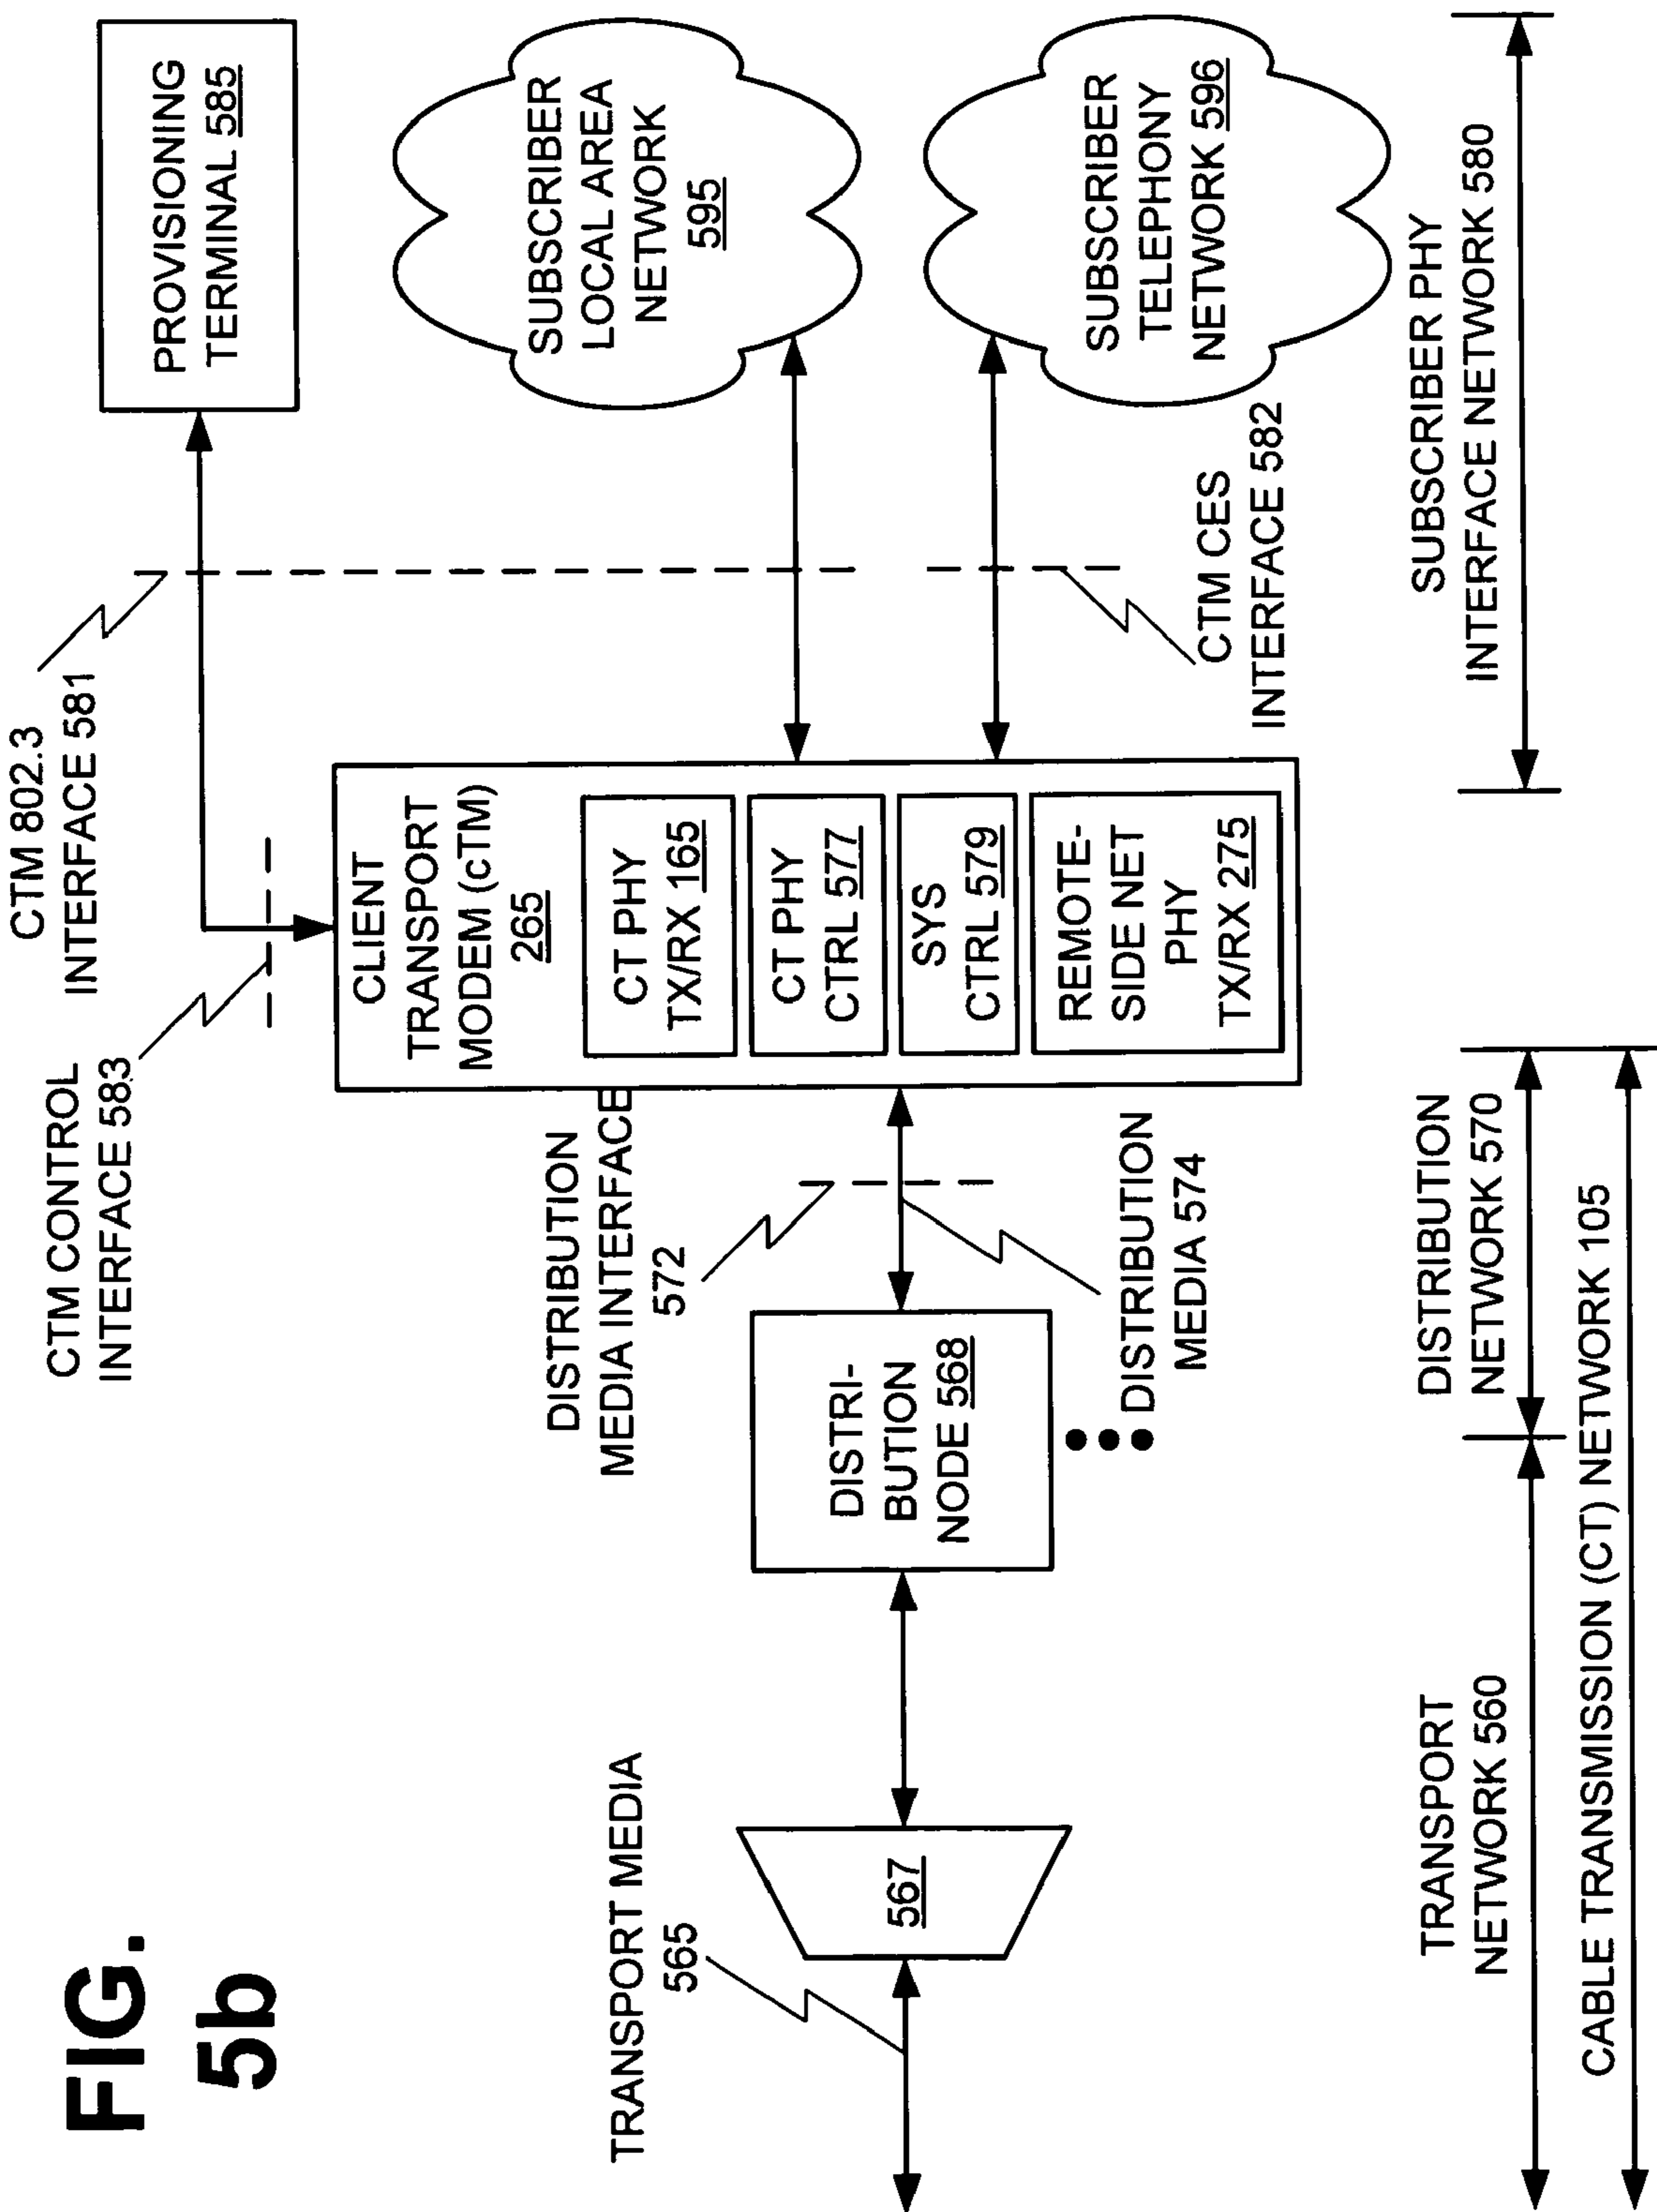 FIG.
5b
CTM CONTROL
INTERFACE 583
CTM 802.3
INTERFACE 581
PROVISIONING
TERMINAL 585
TRANSPORT MEDIA
565
567
DISTRI-
BUTION
NODE 568
DISTRIBUTION
MEDIA INTERFACE
572
DISTRIBUTION
MEDIA 574
CLIENT
TRANSPORT
MODEM (cTM)
265
CT PHY
TX/RX 165
CT PHY
CTRL 577
SYS
CTRL 579
REMOTE-
SIDE NET
PHY
TX/RX 275
SUBSCRIBER
LOCAL AREA
NETWORK
595
SUBSCRIBER
TELEPHONY
NETWORK 596
CTM CES
INTERFACE 582
TRANSPORT
NETWORK 560
DISTRIBUTION
NETWORK 570
SUBSCRIBER PHY
INTERFACE NETWORK 580
CABLE TRANSMISSION (CT) NETWORK 105